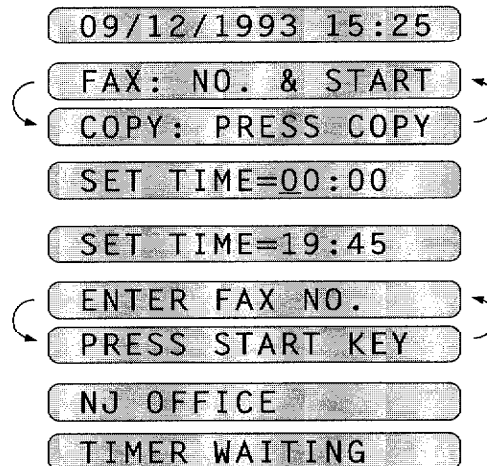 09/12/1993 15:25
FAX: NO. & START
COPY: PRESS COPY
SET TIME=00:00
SET TIME=19:45
ENTER FAX NO.
PRESS START KEY
NJ OFFICE
TIMER WAITING